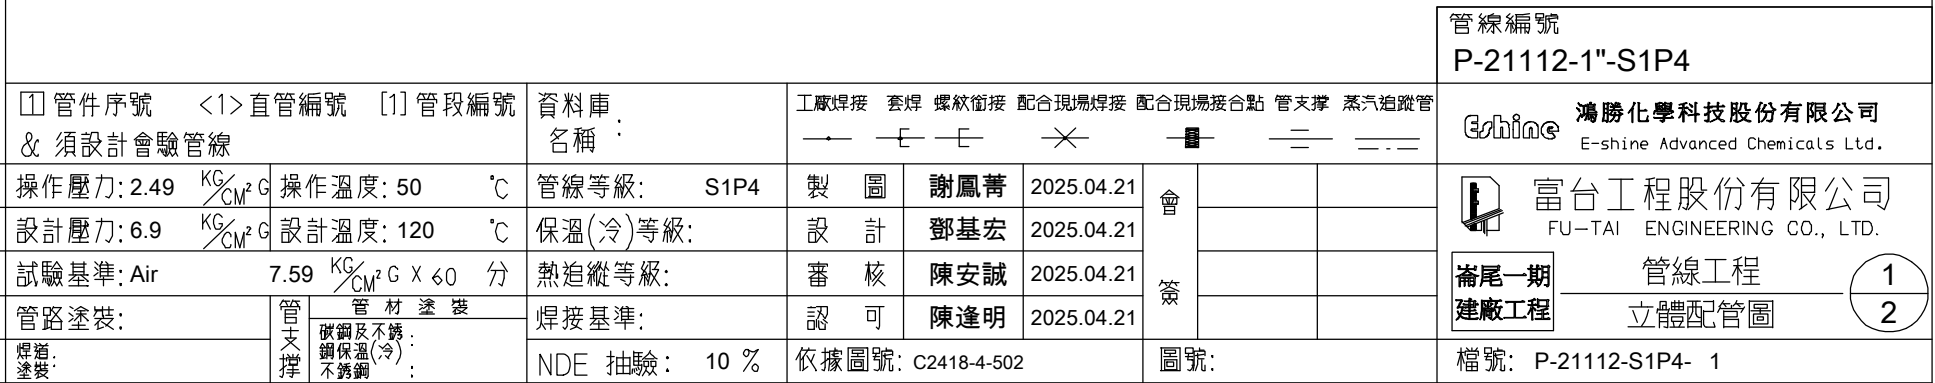 管線編號
P-21112-1"-S1P4
1 管件序號 <1>直管編號 [1] 管段編號
& 須設計會驗管線
資料庫名稱 :
工廠焊接 套焊 螺紋銜接 配合現場焊接 配合現場接合點 管支撐 蒸汽追蹤管
Eshine 鴻勝化學科技股份有限公司
E-shine Advanced Chemicals Ltd.
操作壓力: 2.49 KG/CM² G 操作溫度: 50 °C 管線等級: S1P4 製圖 謝鳳菁 2025.04.21
設計壓力: 6.9 KG/CM² G 設計溫度: 120 °C 保溫(冷)等級: 設計 鄧基宏 2025.04.21
試驗基準: Air 7.59 KG/CM² G X 60 分 熱追縱等級: 審核 陳安誠 2025.04.21
管路塗裝: 管支撐 管材塗裝 焊接基準: 認可 陳逢明 2025.04.21
會簽
碳鋼及不銹鋼保溫(冷) :
不銹鋼 :
焊道塗裝:
NDE 抽驗: 10 % 依據圖號: C2418-4-502 圖號:
富台工程股份有限公司
FU-TAI ENGINEERING CO., LTD.
崙尾一期
建廠工程
管線工程
立體配管圖
1
2
檔號: P-21112-S1P4- 1